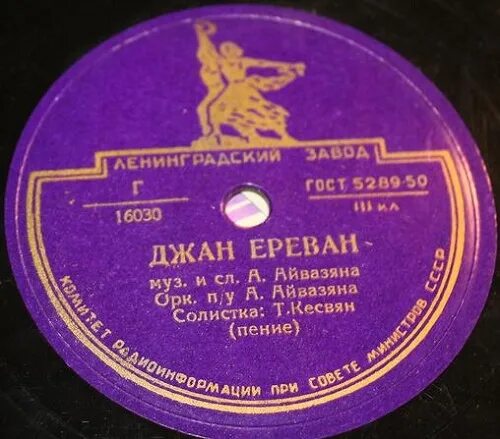 ЛЕНИНГРАДСКИЙ ЗАВОД
Г
16030
ГОСТ 5289-50
III кл
ДЖАН ЕРЕВАН
муз. и сл. А. Айвазяна
Орк. п/у А. Айвазяна
Солистка: Т. Кесвян
(пение)
КОМИТЕТ РАДИОИНФОРМАЦИИ ПРИ СОВЕТЕ МИНИСТРОВ СССР